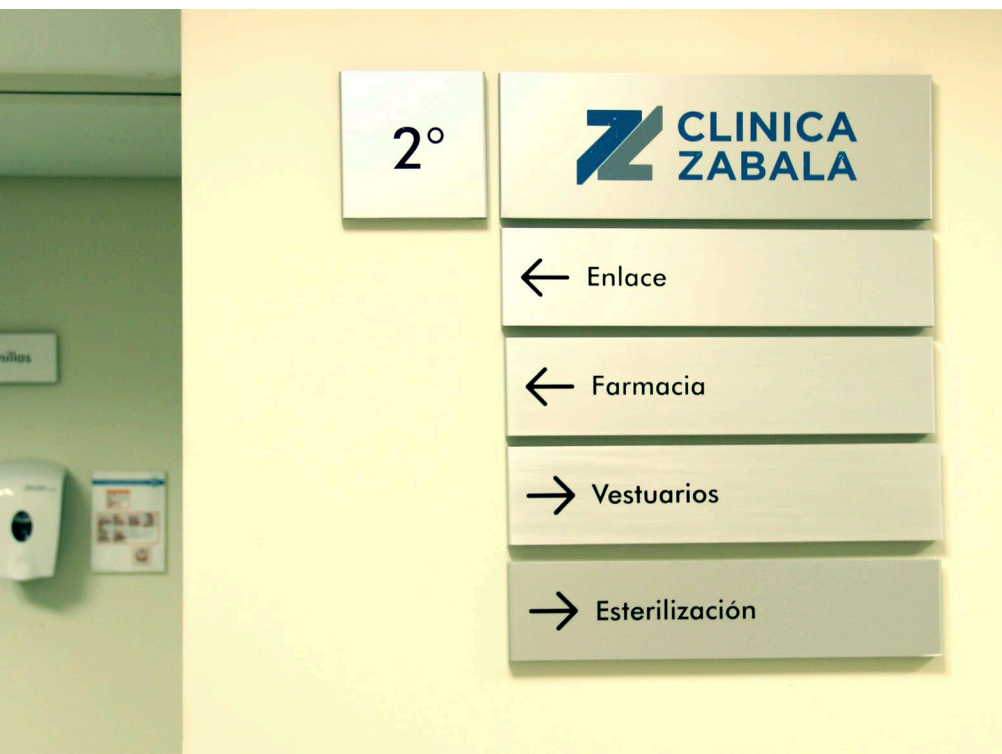 2°
CLINICA
ZABALA
← Enlace
← Farmacia
→ Vestuarios
→ Esterilización